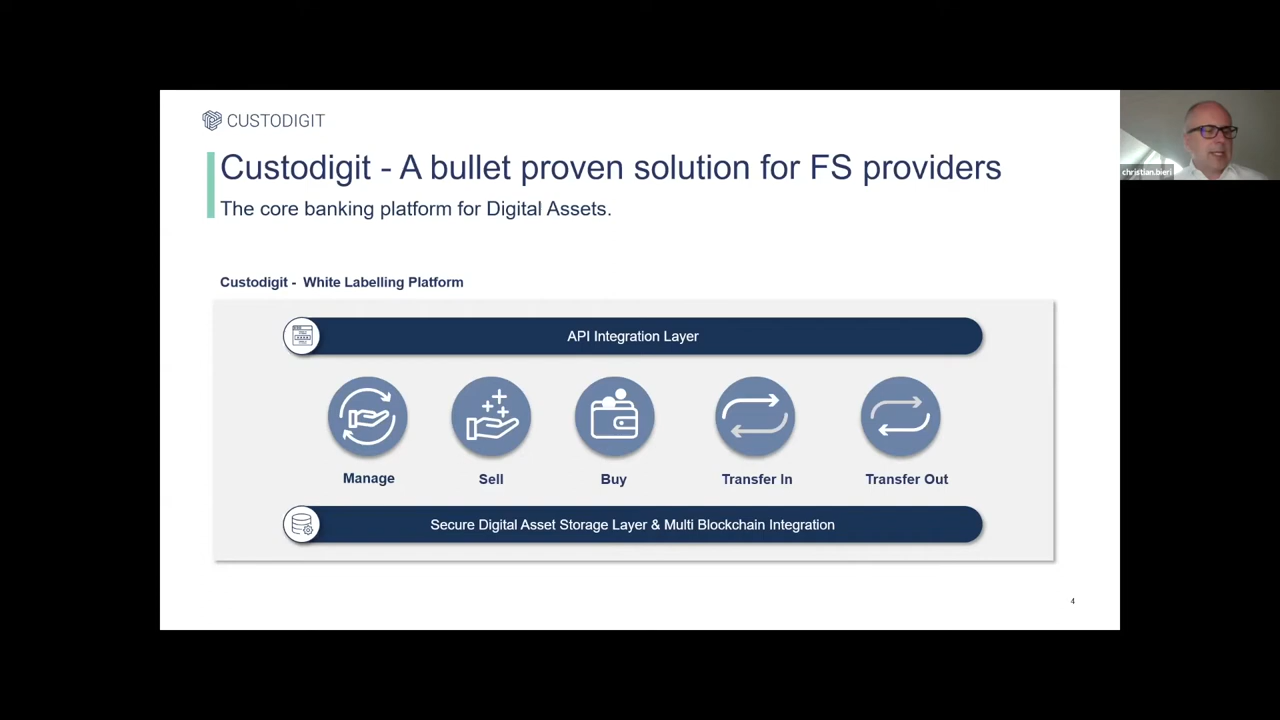 CUSTODIGIT
Custodigit - A bullet proven solution for FS providers
The core banking platform for Digital Assets.
christian.bieri
Custodigit - White Labelling Platform
API Integration Layer
Manage
Sell
Buy
Transfer In
Transfer Out
Secure Digital Asset Storage Layer & Multi Blockchain Integration
4